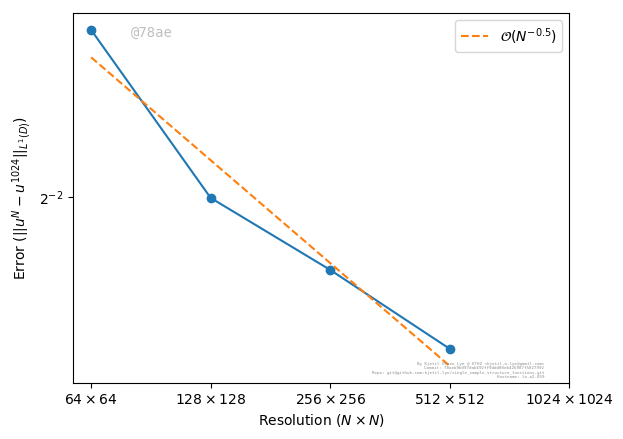 @78ae
𝒪(N^{-0.5})
Error (||u^N − u^{1024}||_{L^1(D)})
2^{-2}
64 × 64
128 × 128
256 × 256
512 × 512
1024 × 1024
Resolution (N × N)